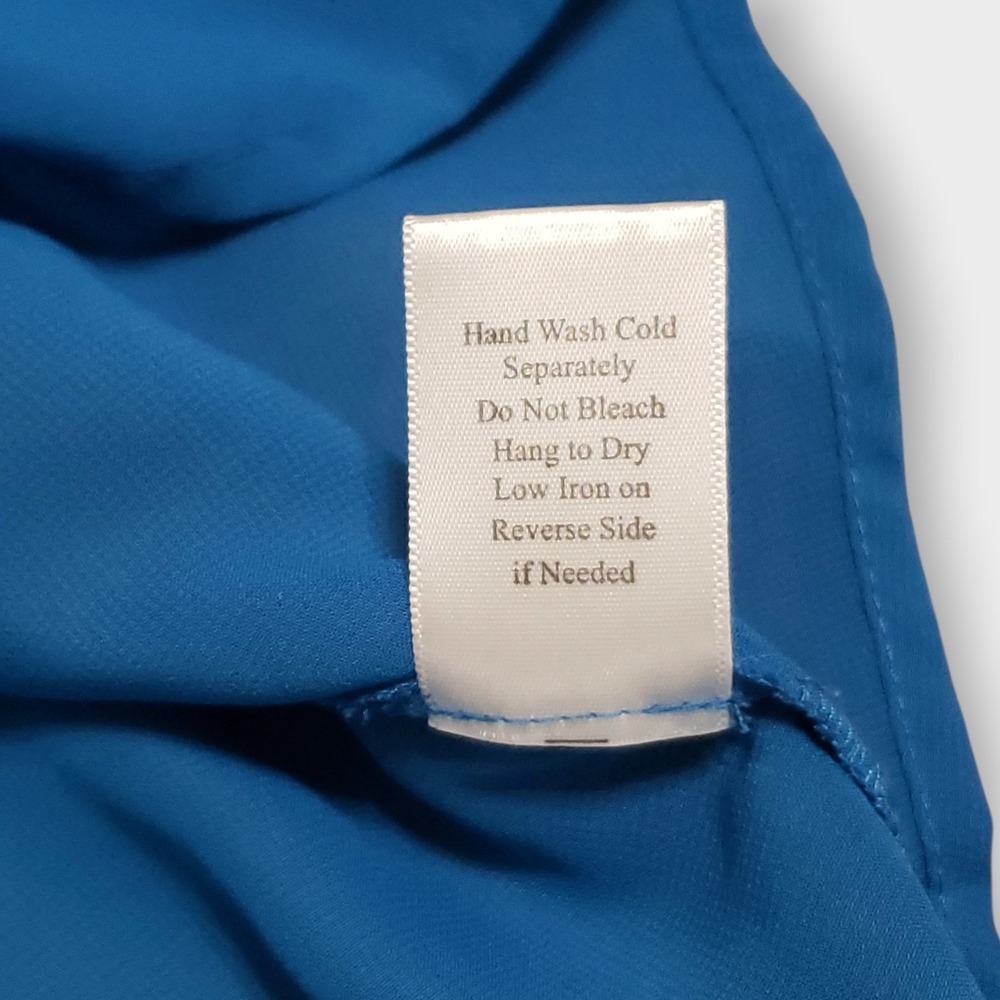 Hand Wash Cold
Separately
Do Not Bleach
Hang to Dry
Low Iron on
Reverse Side
if Needed